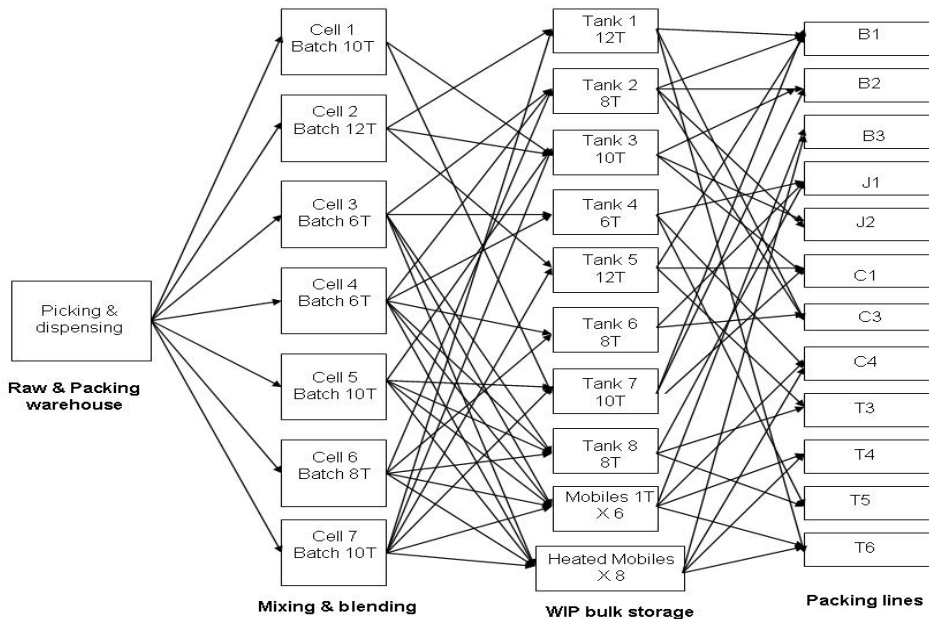 Picking &
dispensing
Raw & Packing
warehouse
Cell 1
Batch 10T
Cell 2
Batch 12T
Cell 3
Batch 6T
Cell 4
Batch 6T
Cell 5
Batch 10T
Cell 6
Batch 8T
Cell 7
Batch 10T
Mixing & blending
Tank 1
12T
Tank 2
8T
Tank 3
10T
Tank 4
6T
Tank 5
12T
Tank 6
8T
Tank 7
10T
Tank 8
8T
Mobiles 1T
X 6
Heated Mobiles
X 8
WIP bulk storage
B1
B2
B3
J1
J2
C1
C3
C4
T3
T4
T5
T6
Packing lines